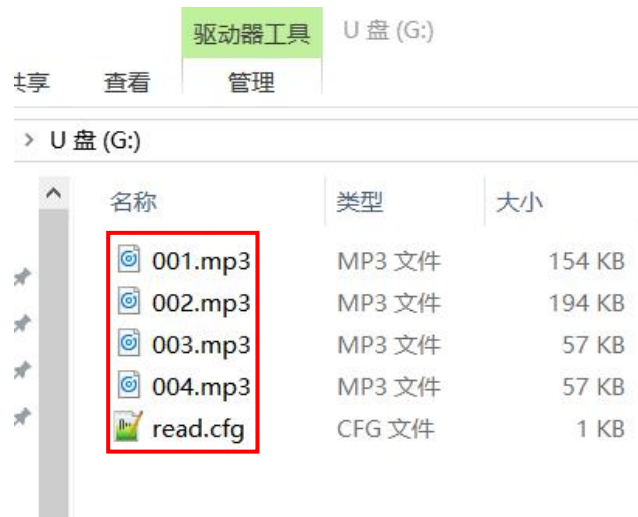 驱动器工具 U 盘 (G:)
共享 查看 管理
› U 盘 (G:)
名称 类型 大小
001.mp3 MP3 文件 154 KB
002.mp3 MP3 文件 194 KB
003.mp3 MP3 文件 57 KB
004.mp3 MP3 文件 57 KB
read.cfg CFG 文件 1 KB